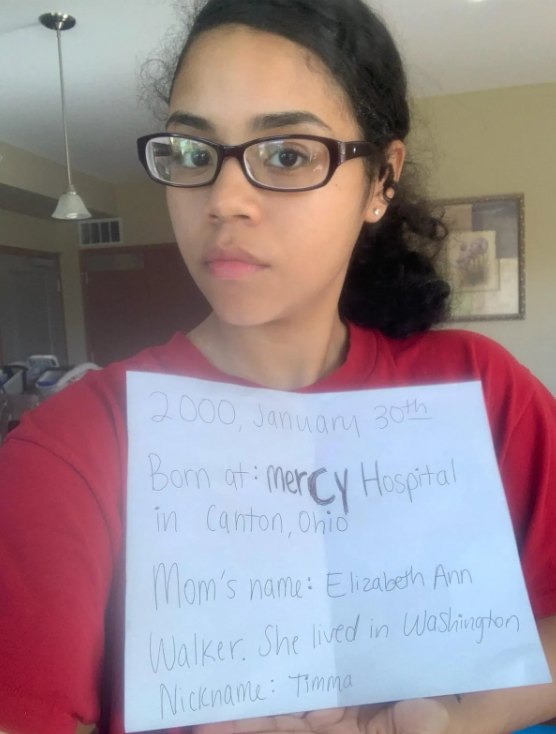 2000, January 30th
Born at: mercy Hospital
in Canton, Ohio
Mom's name: Elizabeth Ann
Walker. She lived in Washington
Nickname: Timma